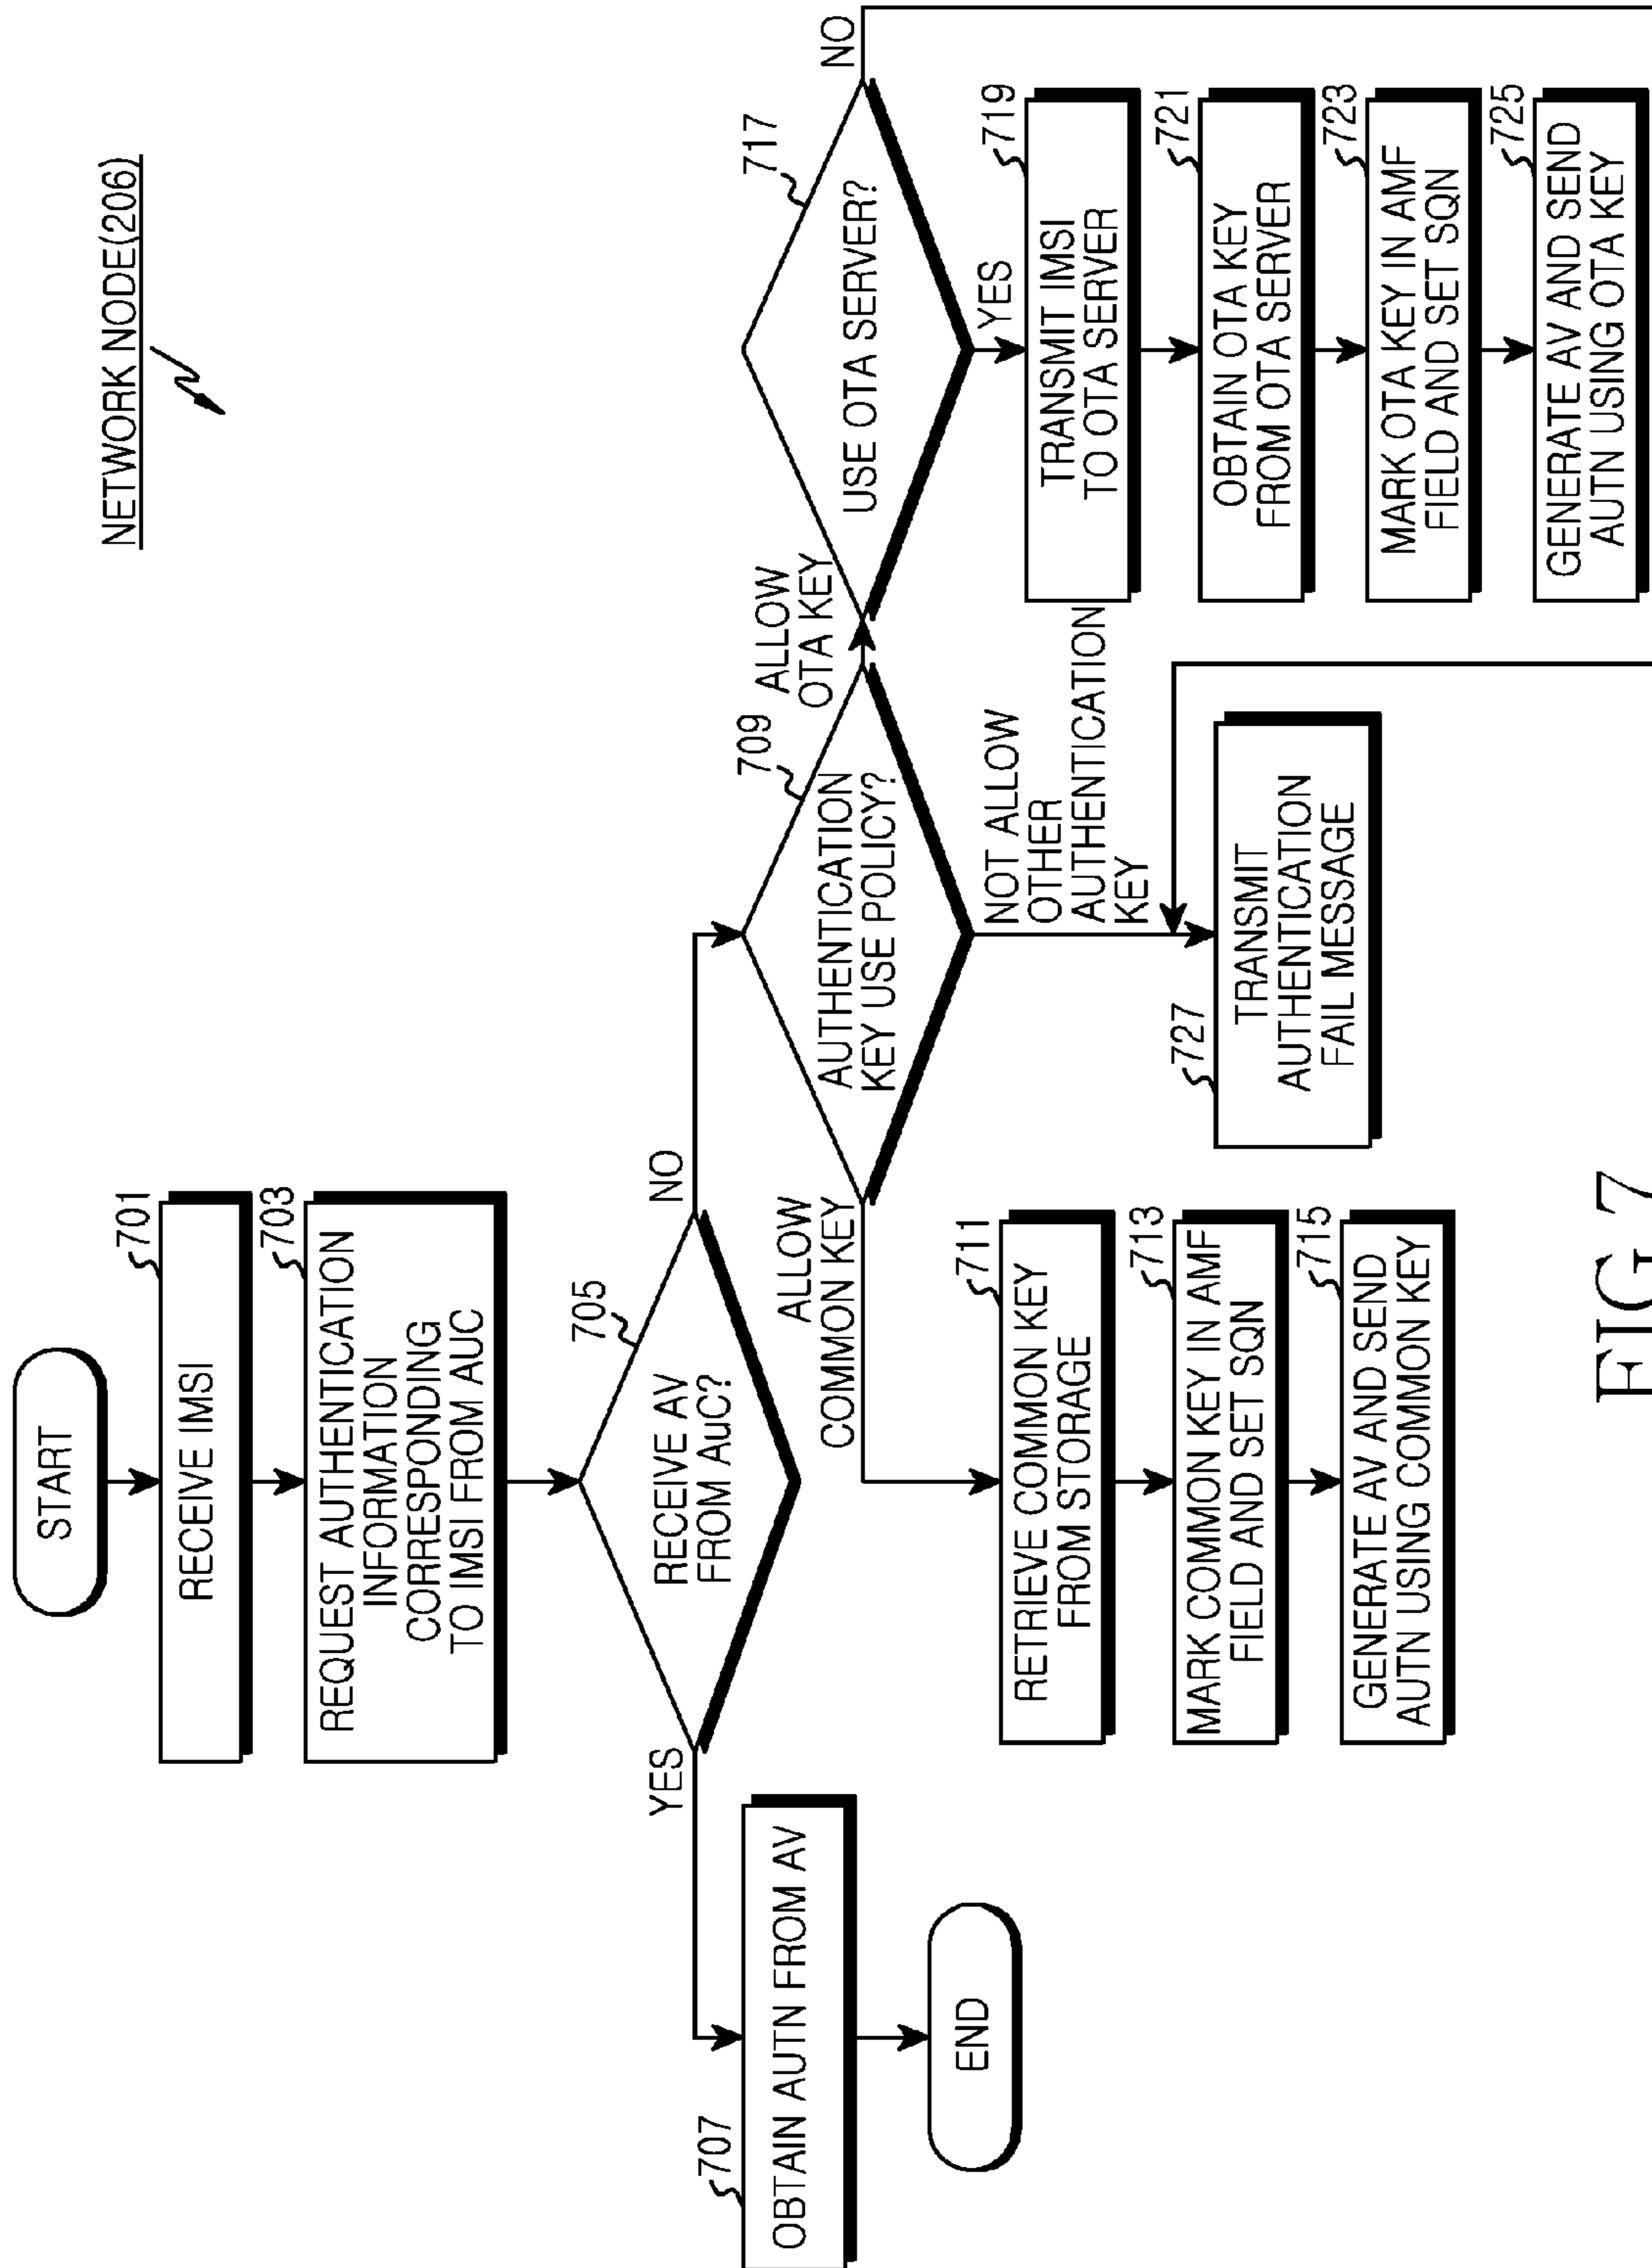 NETWORK NODE(206)
START
701
RECEIVE IMSI
703
REQUEST AUTHENTICATION
INFORMATION
CORRESPONDING
TO IMSI FROM AUC
705
RECEIVE AV
FROM AuC?
YES
NO
707
OBTAIN AUTN FROM AV
END
709
AUTHENTICATION
KEY USE POLICY?
ALLOW
COMMON KEY
711
RETRIEVE COMMON KEY
FROM STORAGE
713
MARK COMMON KEY IN AMF
FIELD AND SET SQN
715
GENERATE AV AND SEND
AUTN USING COMMON KEY
NOT ALLOW
OTHER
AUTHENTICATION
KEY
727
TRANSMIT
AUTHENTICATION
FAIL MESSAGE
ALLOW
OTA KEY
717
USE OTA SERVER?
NO
YES
719
TRANSMIT IMSI
TO OTA SERVER
721
OBTAIN OTA KEY
FROM OTA SERVER
723
MARK OTA KEY IN AMF
FIELD AND SET SQN
725
GENERATE AV AND SEND
AUTN USING OTA KEY
FIG.7